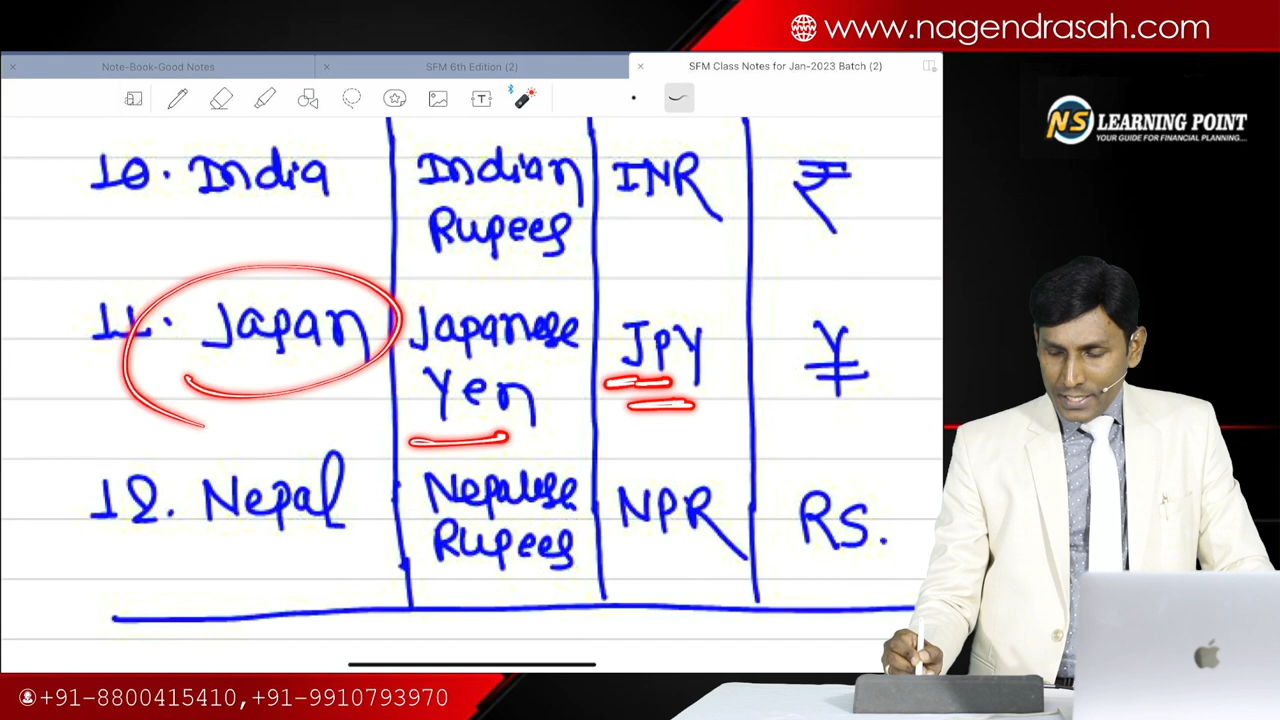 www.nagendrasah.com
Note-Book-Good Notes
SFM 6th Edition (2)
SFM Class Notes for Jan-2023 Batch (2)
T
NS LEARNING POINT
YOUR GUIDE FOR FINANCIAL PLANNING....
10. India Indian Rupees INR ₹
11. Japan Japanese Yen JPY ¥
12. Nepal Nepalese Rupees NPR RS.
+91-8800415410,+91-9910793970